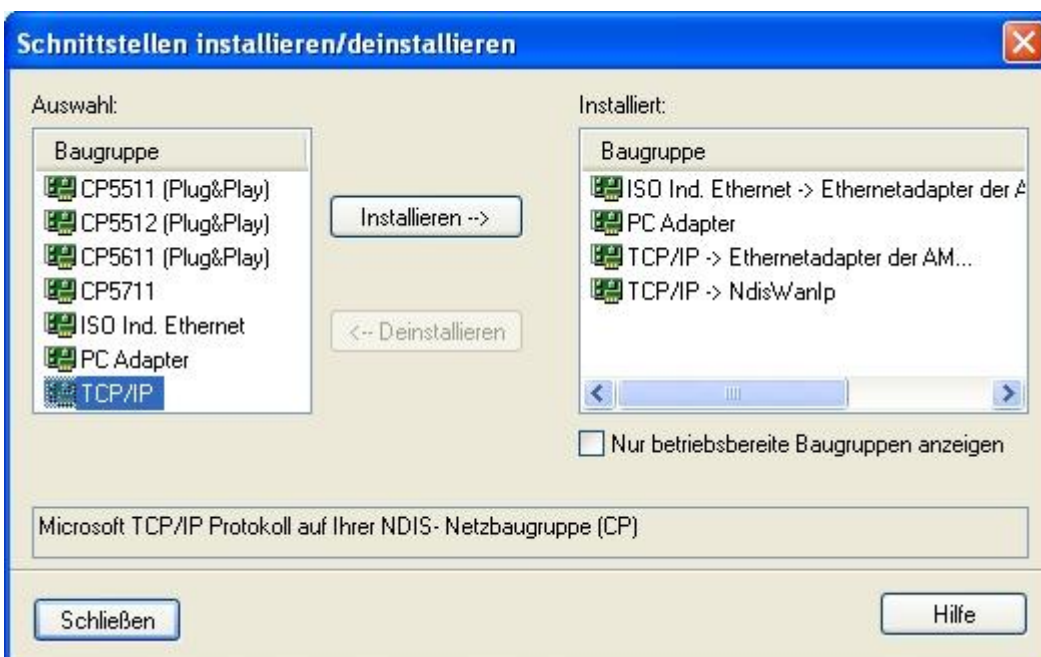 Schnittstellen installieren/deinstallieren
Auswahl:
Baugruppe
CP5511 (Plug&Play)
CP5512 (Plug&Play)
CP5611 (Plug&Play)
CP5711
ISO Ind. Ethernet
PC Adapter
TCP/IP
Installieren -->
<-- Deinstallieren
Installiert:
Baugruppe
ISO Ind. Ethernet -> Ethernetadapter der A
PC Adapter
TCP/IP -> Ethernetadapter der AM...
TCP/IP -> NdisWanIp
Nur betriebsbereite Baugruppen anzeigen
Microsoft TCP/IP Protokoll auf Ihrer NDIS- Netzbaugruppe (CP)
Schließen
Hilfe